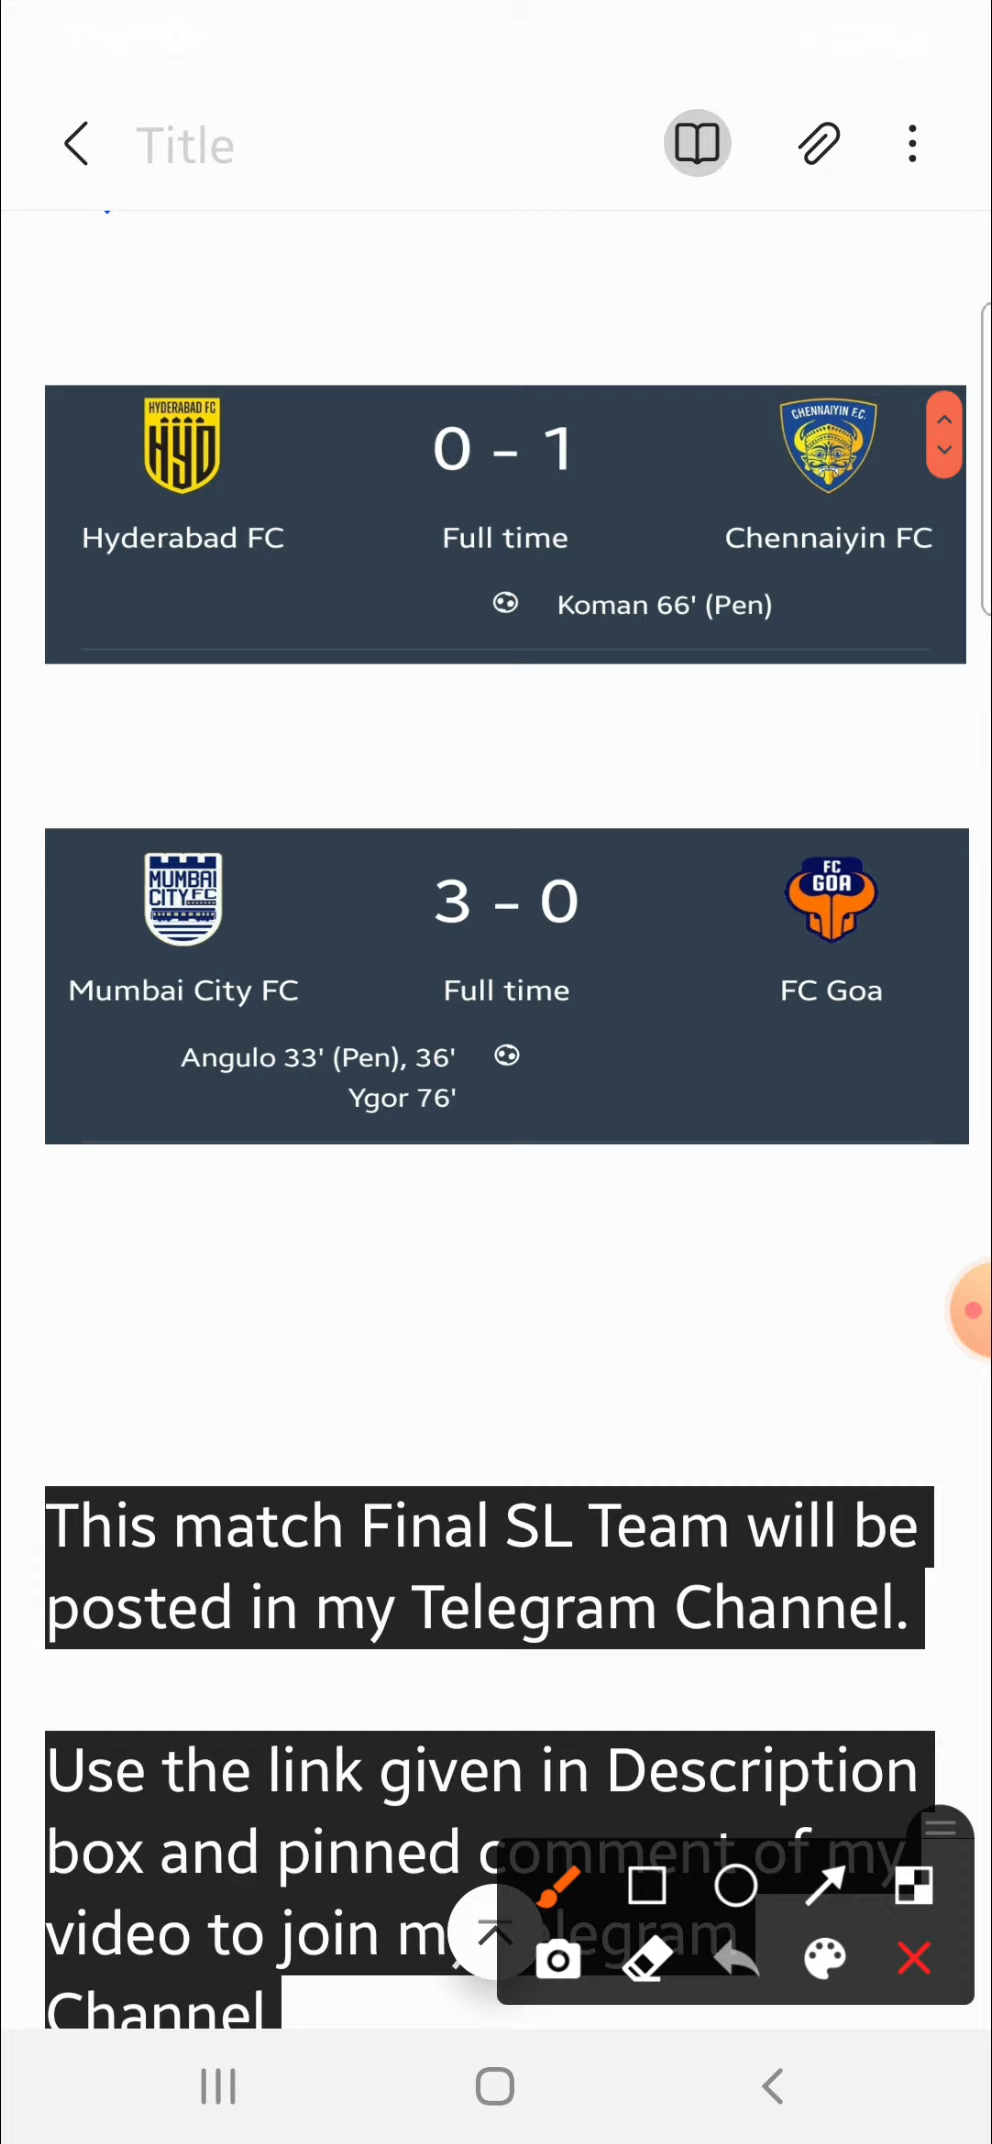 Title
HYDERABAD FC
HYD
0 - 1
CHENNAIYIN F.C.
Hyderabad FC
Full time
Chennaiyin FC
Koman 66' (Pen)
MUMBAI
CITY FC
3 - 0
FC
GOA
Mumbai City FC
Full time
FC Goa
Angulo 33' (Pen), 36'
Ygor 76'
This match Final SL Team will be
posted in my Telegram Channel.
Use the link given in Description
box and pinned comment of my
video to join my Telegram
Channel